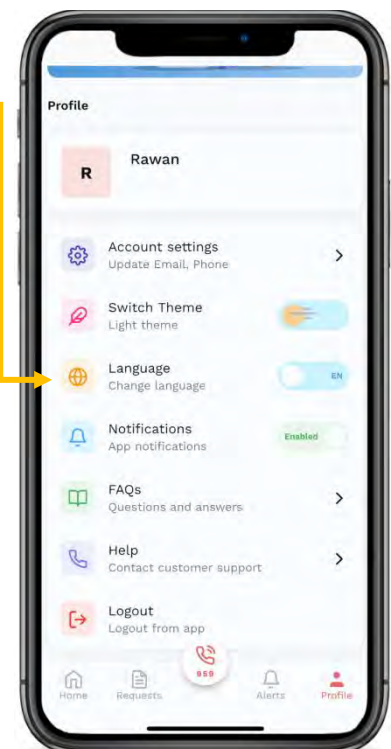 Profile
R
Rawan
Account settings
Update Email, Phone
Switch Theme
Light theme
Language
Change language
EN
Notifications
App notifications
Enabled
FAQs
Questions and answers
Help
Contact customer support
Logout
Logout from app
Home
Requests
999
Alerts
Profile